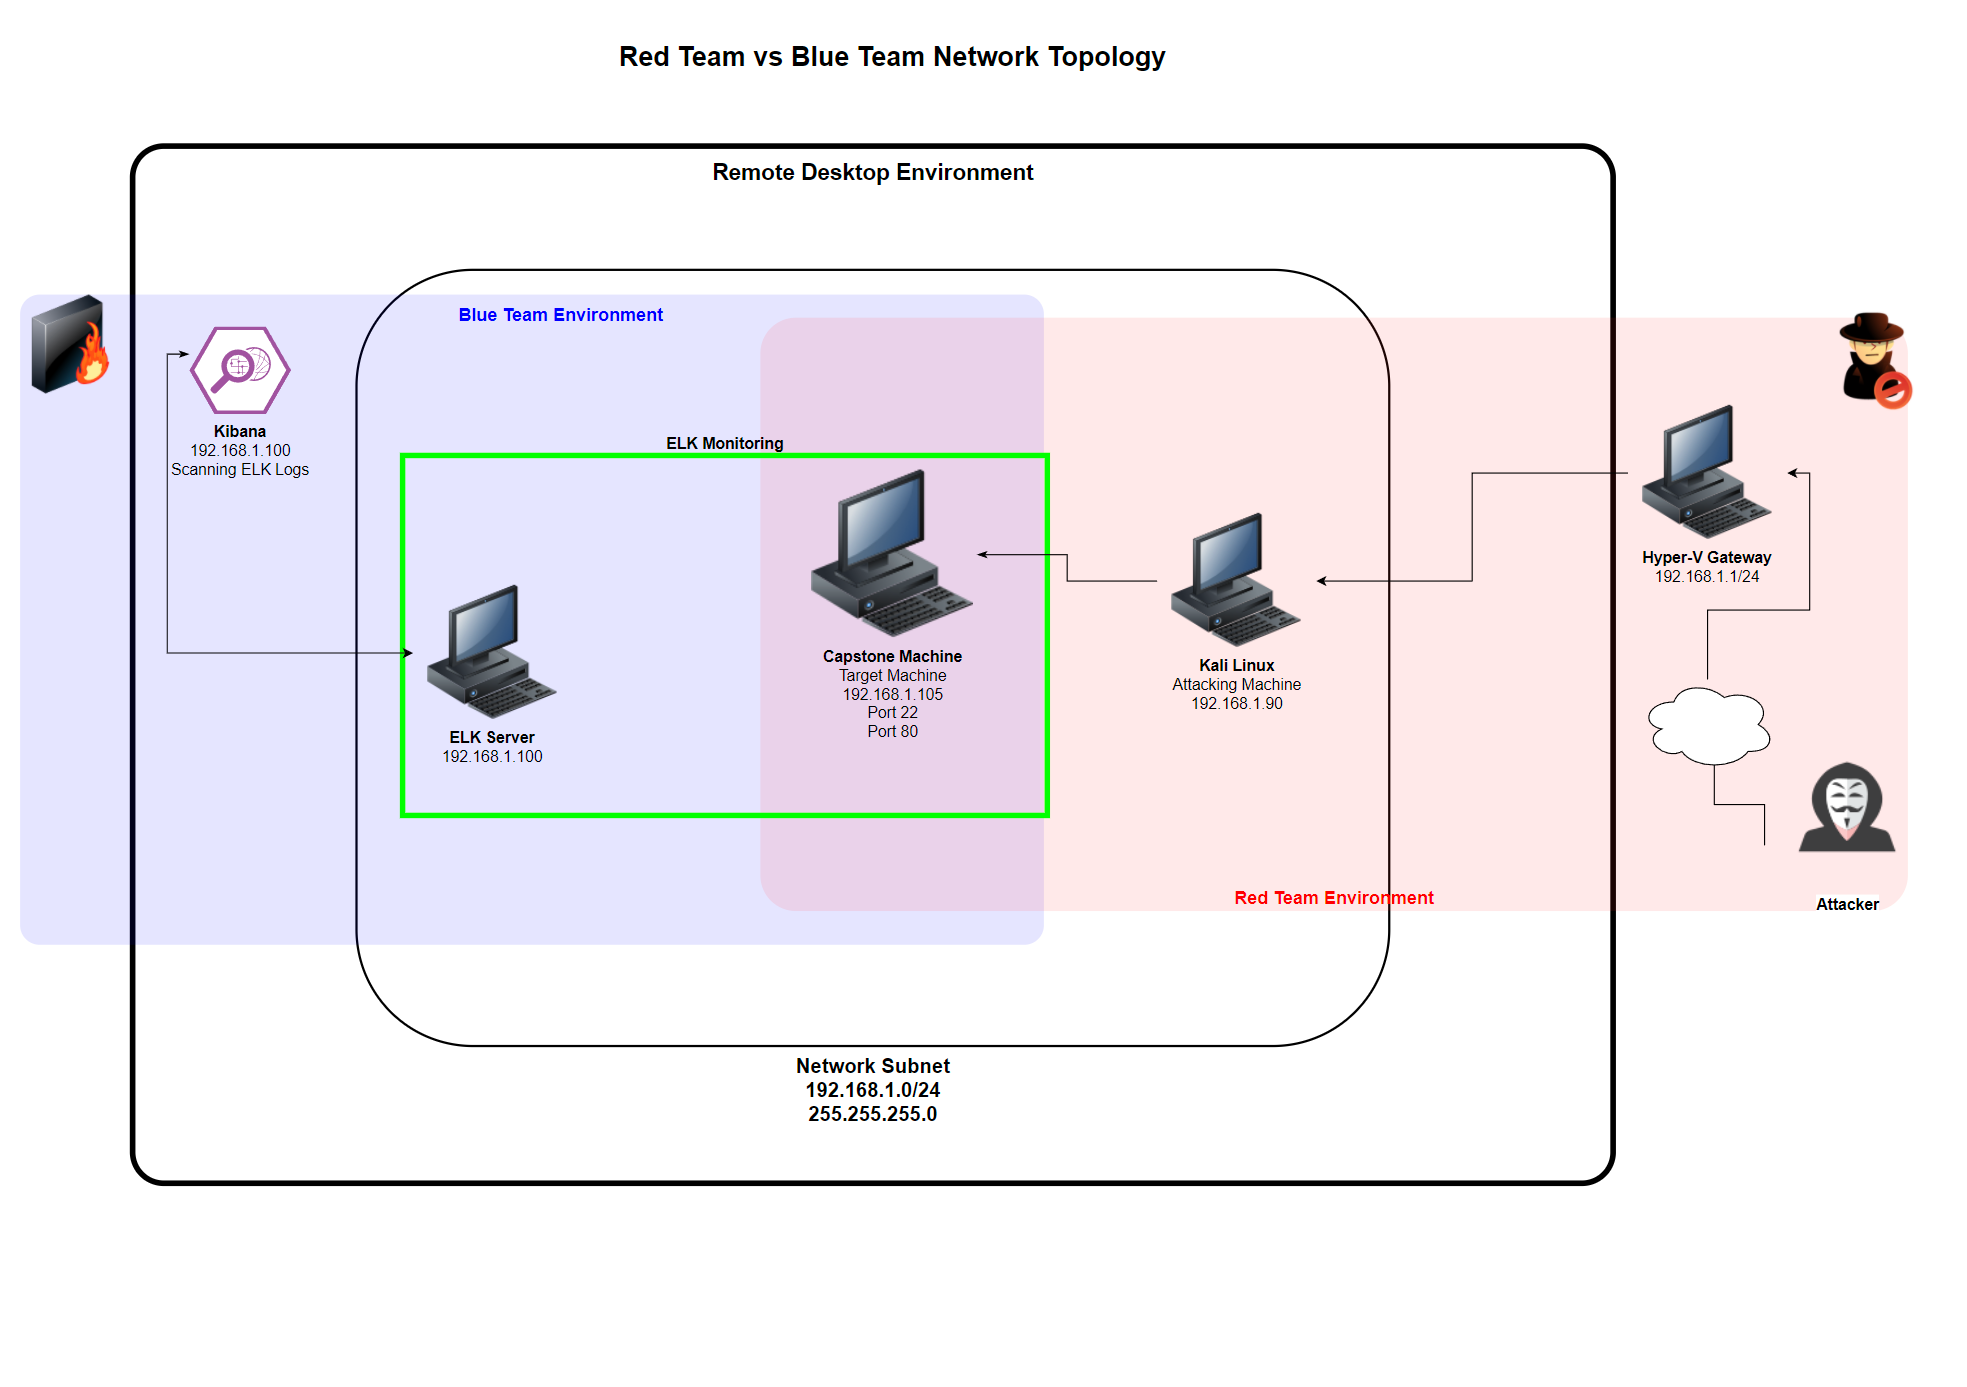 Red Team vs Blue Team Network Topology
Remote Desktop Environment
Blue Team Environment
Kibana
192.168.1.100
Scanning ELK Logs
ELK Monitoring
ELK Server
192.168.1.100
Capstone Machine
Target Machine
192.168.1.105
Port 22
Port 80
Kali Linux
Attacking Machine
192.168.1.90
Hyper-V Gateway
192.168.1.1/24
Red Team Environment
Attacker
Network Subnet
192.168.1.0/24
255.255.255.0